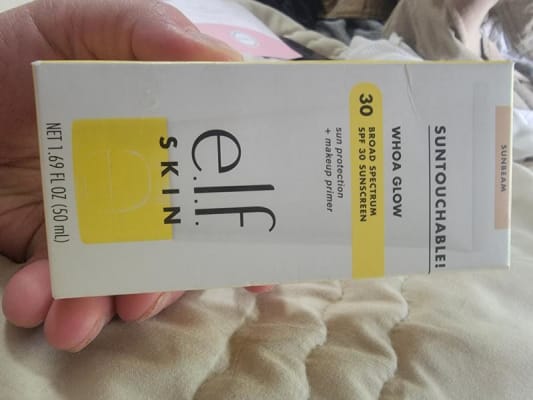 SUNBEAM
SUNTOUCHABLE!
WHOA GLOW
30
BROAD SPECTRUM
SPF 30 SUNSCREEN
sun protection
+ makeup primer
e.l.f.
SKIN
NET 1.69 FL OZ (50 mL)